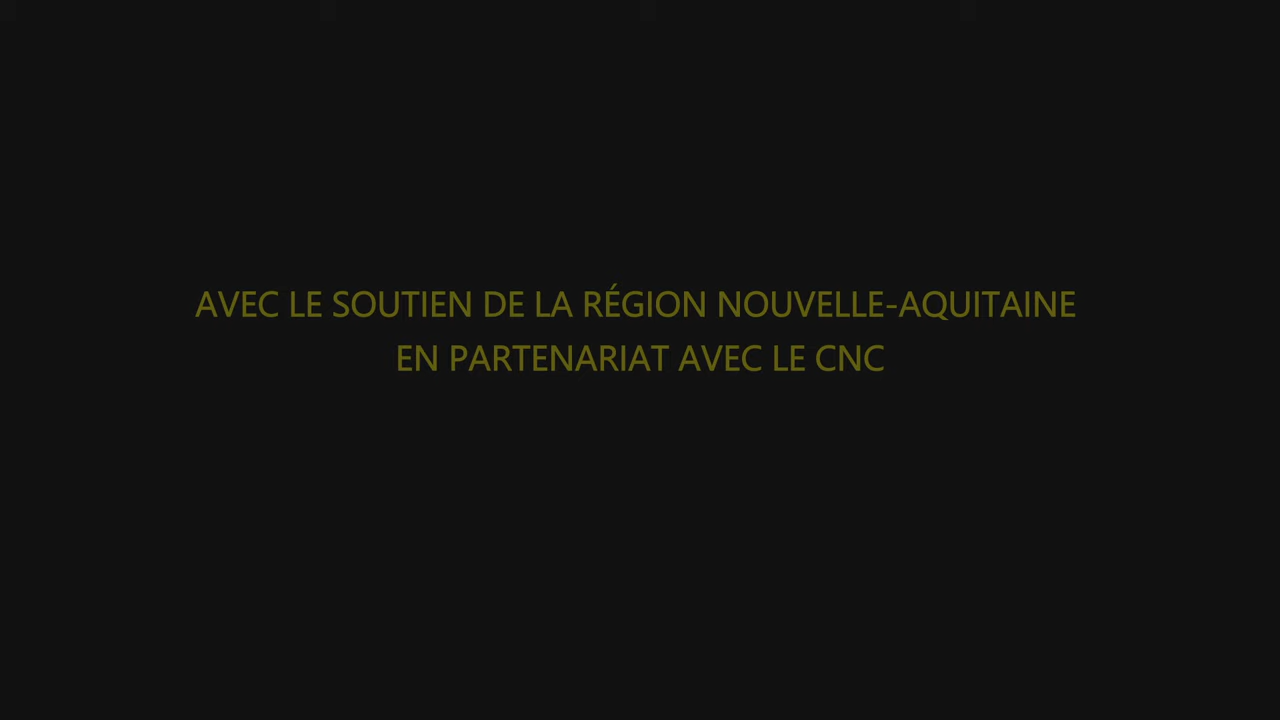 AVEC LE SOUTIEN DE LA RÉGION NOUVELLE-AQUITAINE
EN PARTENARIAT AVEC LE CNC